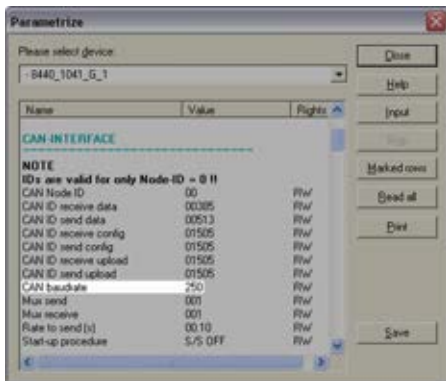 Parametrize
Please select device:
- 8440_1041_G_1
Close
Help
Name Value Rights
Input
CAN-INTERFACE
NOTE
Marked rows
IDs are valid for only Node-ID = 0 !!
CAN Node ID 00 RW
CAN ID receive data 00385 RW
Read all
CAN ID send data 00513 RW
CAN ID receive config 01505 RW
Print
CAN ID send config 01505 RW
CAN ID receive upload 01505 RW
CAN ID send upload 01505 RW
CAN baudrate 250 RW
Mux send 001 RW
Mux receive 001 RW
Rate to send (s) 00.10 RW
Start-up procedure S/S OFF RW
Save